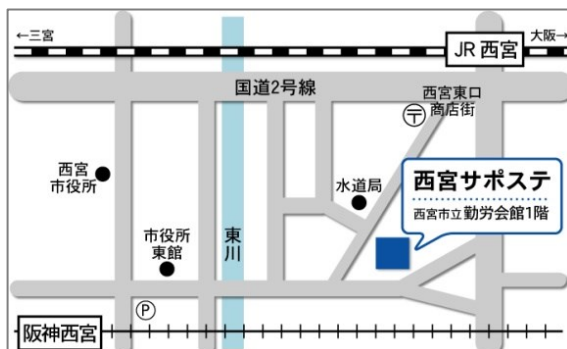 ←三宮
大阪→
JR 西宮
国道2号線
西宮東口
商店街
〒
西宮
市役所
水道局
西宮サポステ
西宮市立勤労会館1階
市役所
東館
東川
P
阪神西宮